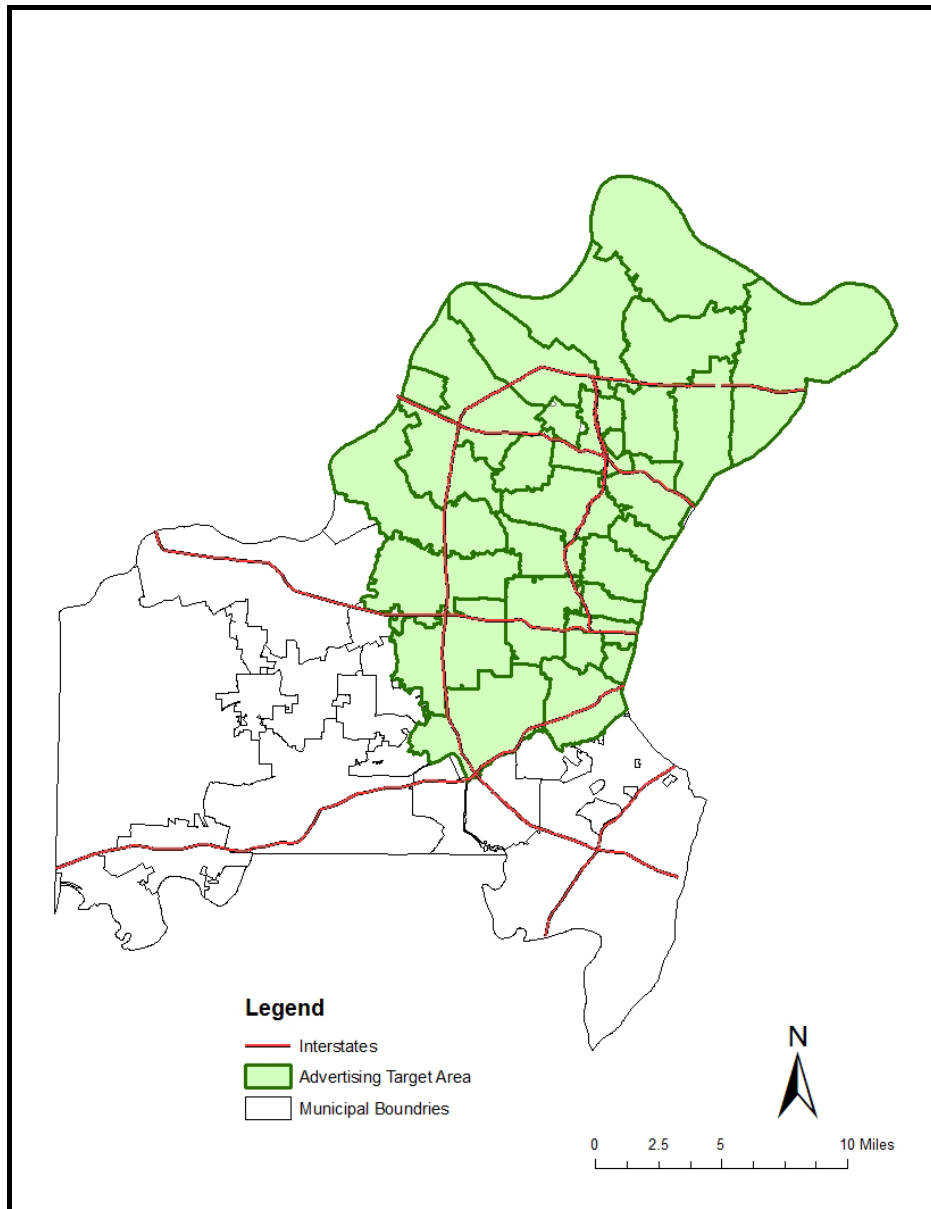 Legend
Interstates
Advertising Target Area
Municipal Boundries
N
0 2.5 5 10 Miles